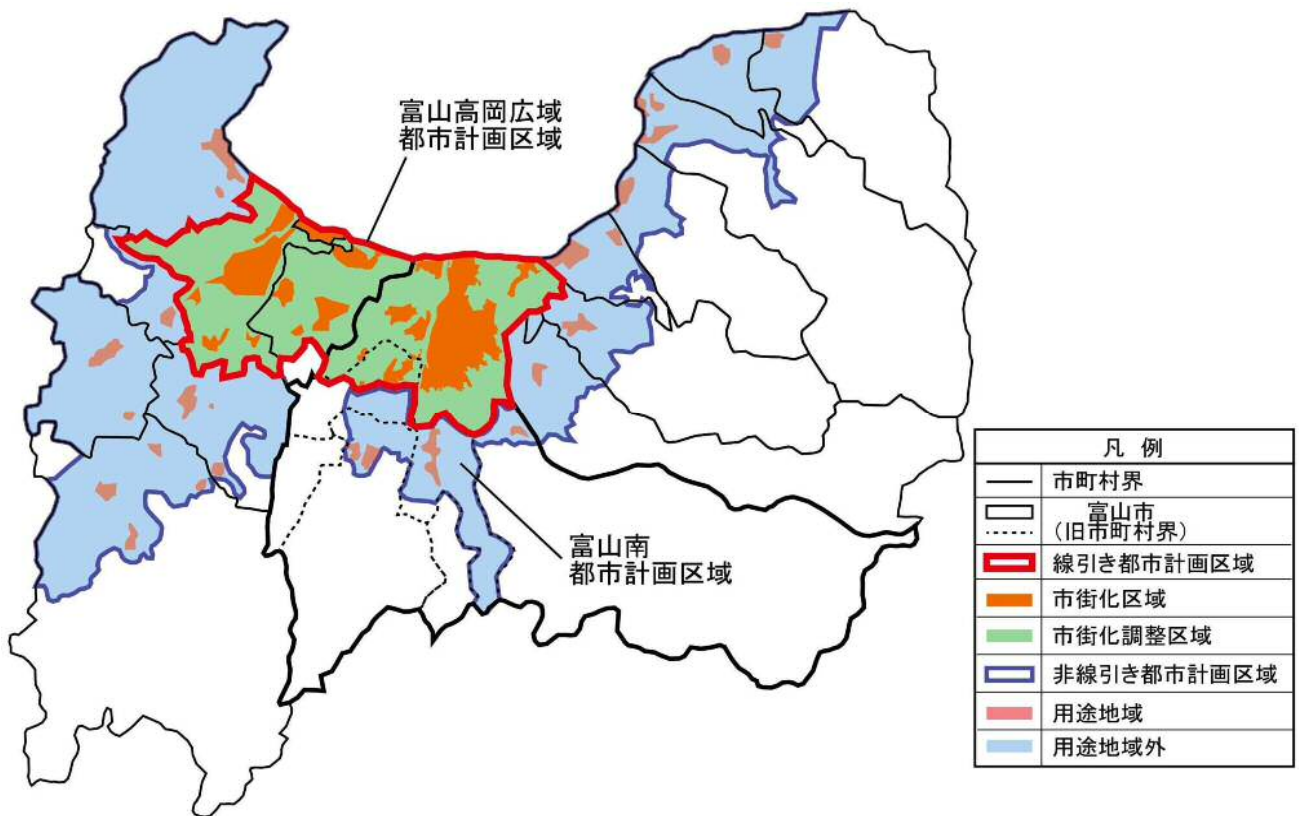 富山高岡広域
都市計画区域
富山南
都市計画区域
凡 例
市町村界
富山市
(旧市町村界)
線引き都市計画区域
市街化区域
市街化調整区域
非線引き都市計画区域
用途地域
用途地域外